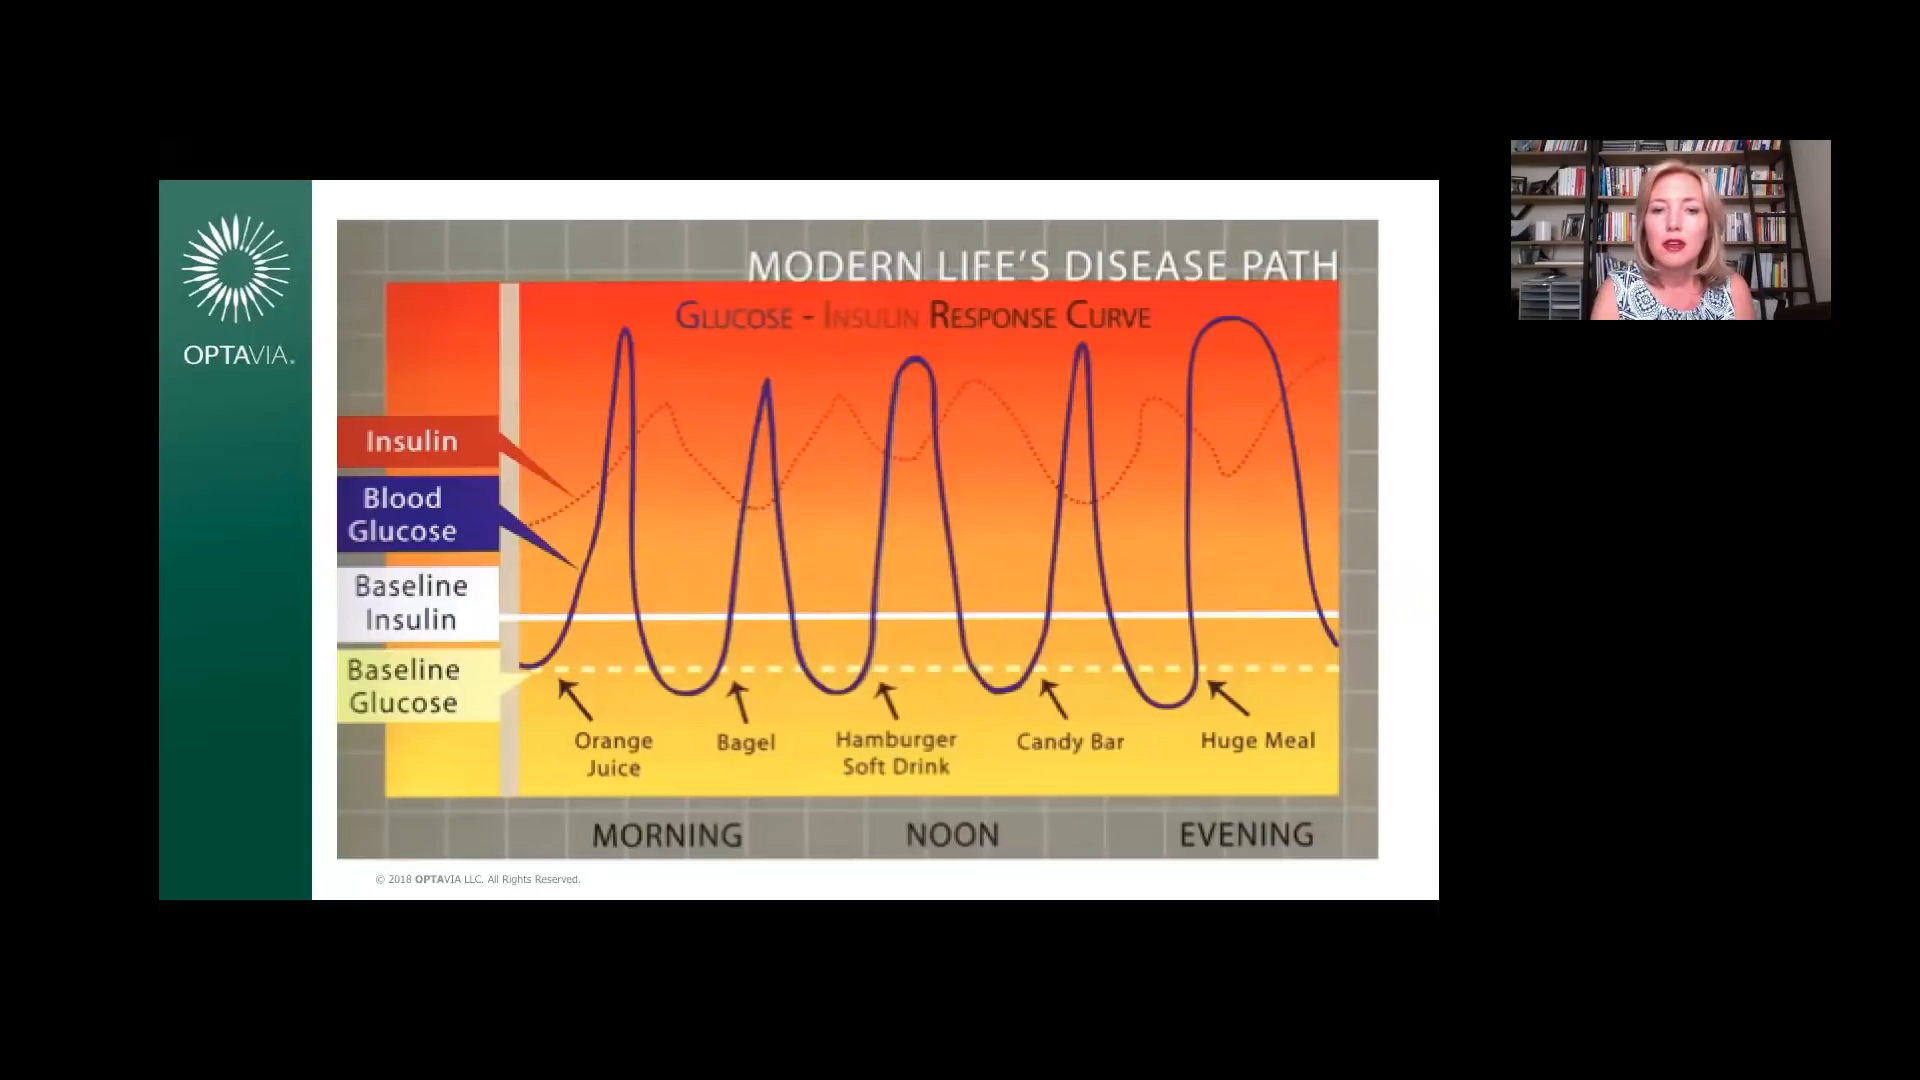 OPTAVIA.
MODERN LIFE'S DISEASE PATH
GLUCOSE - INSULIN RESPONSE CURVE
Insulin
Blood
Glucose
Baseline
Insulin
Baseline
Glucose
Orange
Juice
Bagel
Hamburger
Soft Drink
Candy Bar
Huge Meal
MORNING
NOON
EVENING
© 2018 OPTAVIA LLC. All Rights Reserved.